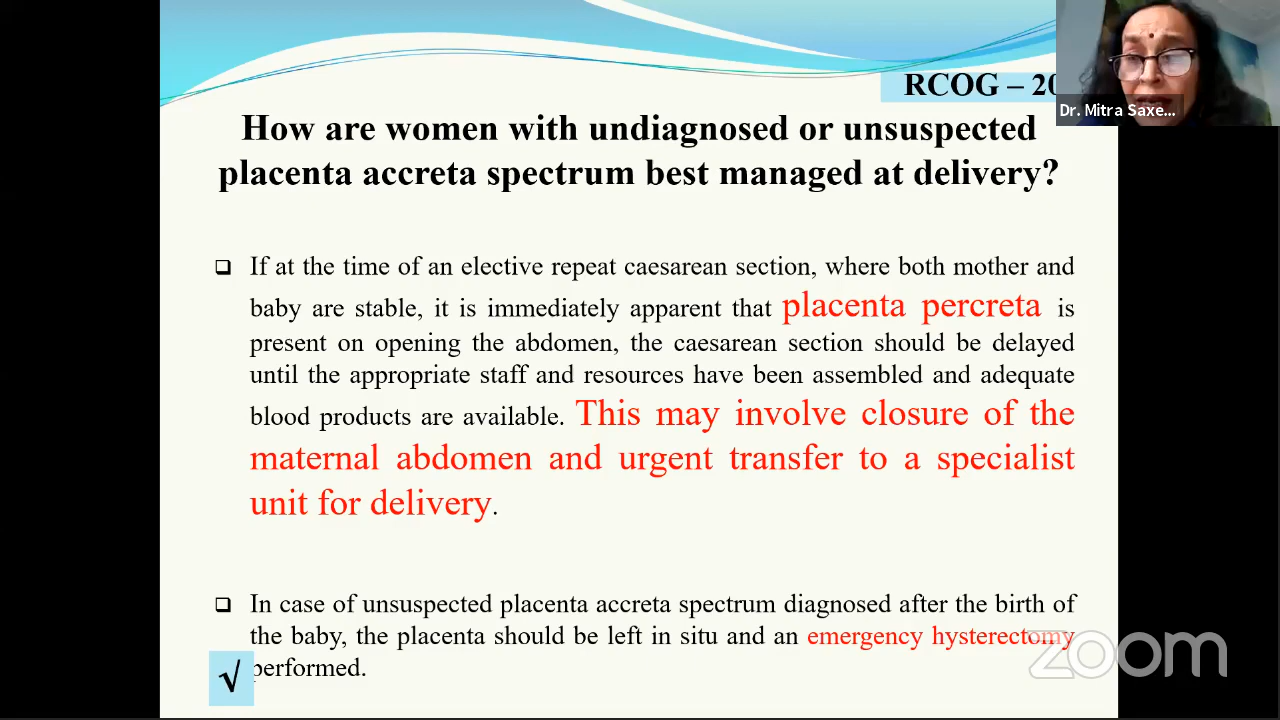 RCOG – 20
Dr. Mitra Saxe...
How are women with undiagnosed or unsuspected
placenta accreta spectrum best managed at delivery?
❑ If at the time of an elective repeat caesarean section, where both mother and
baby are stable, it is immediately apparent that placenta percreta is
present on opening the abdomen, the caesarean section should be delayed
until the appropriate staff and resources have been assembled and adequate
blood products are available. This may involve closure of the
maternal abdomen and urgent transfer to a specialist
unit for delivery.
❑ In case of unsuspected placenta accreta spectrum diagnosed after the birth of
the baby, the placenta should be left in situ and an emergency hysterectomy
performed.
√
zoom